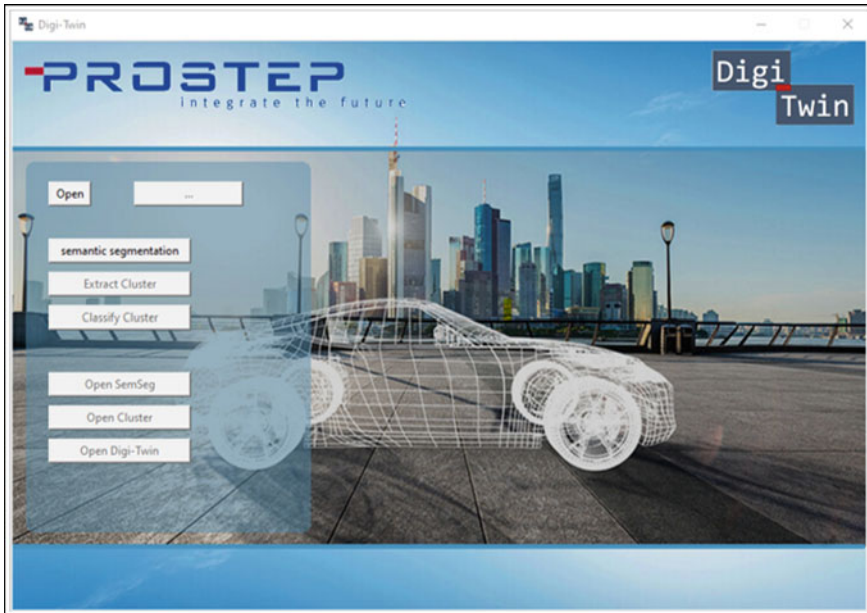 Digi-Twin
PROSTEP
integrate the future
Digi
Twin
Open
...
semantic segmentation
Extract Cluster
Classify Cluster
Open SemSeg
Open Cluster
Open Digi-Twin